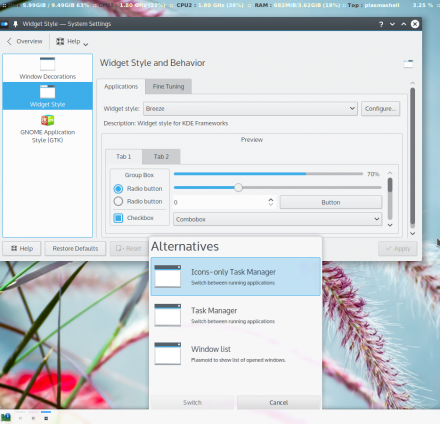 5.99GiB / 9.49GiB 63% :: CPU1 : 1.80 GHz (53%) :: CPU2 : 1.80 GHz (59%) :: RAM : 652MiB/3.62GiB (18%) :: Top : plasmashell 3.25 %
Widget Style — System Settings
Overview
Help
Window Decorations
Widget Style
GNOME Application
Style (GTK)
Widget Style and Behavior
Applications
Fine Tuning
Widget style:
Breeze
Configure...
Description: Widget style for KDE Frameworks
Preview
Tab 1
Tab 2
Group Box
70%
Radio button
Radio button
0
Button
Checkbox
Combobox
Help
Restore Defaults
Reset
Apply
Alternatives
Icons-only Task Manager
Switch between running applications
Task Manager
Switch between running applications
Window list
Plasmoid to show list of opened windows.
Switch
Cancel